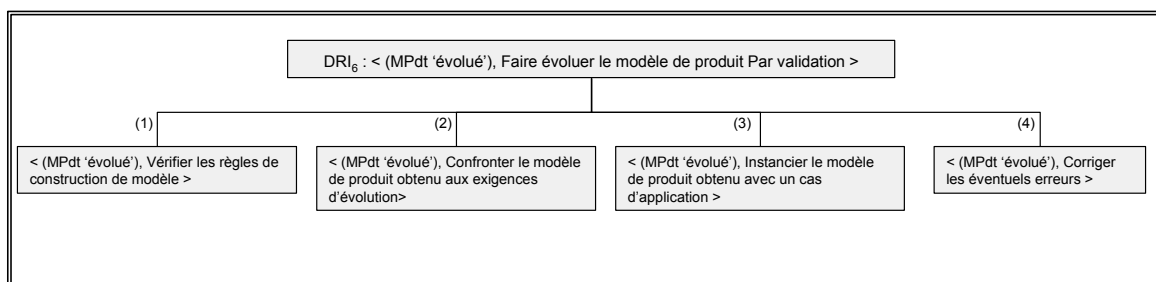 DRI6 : < (MPdt ‘évolué’), Faire évoluer le modèle de produit Par validation >
(1)
(2)
(3)
(4)
< (MPdt ‘évolué’), Vérifier les règles de
construction de modèle >
< (MPdt ‘évolué’), Confronter le modèle
de produit obtenu aux exigences
d’évolution>
< (MPdt ‘évolué’), Instancier le modèle
de produit obtenu avec un cas
d’application >
< (MPdt ‘évolué’), Corriger
les éventuels erreurs >